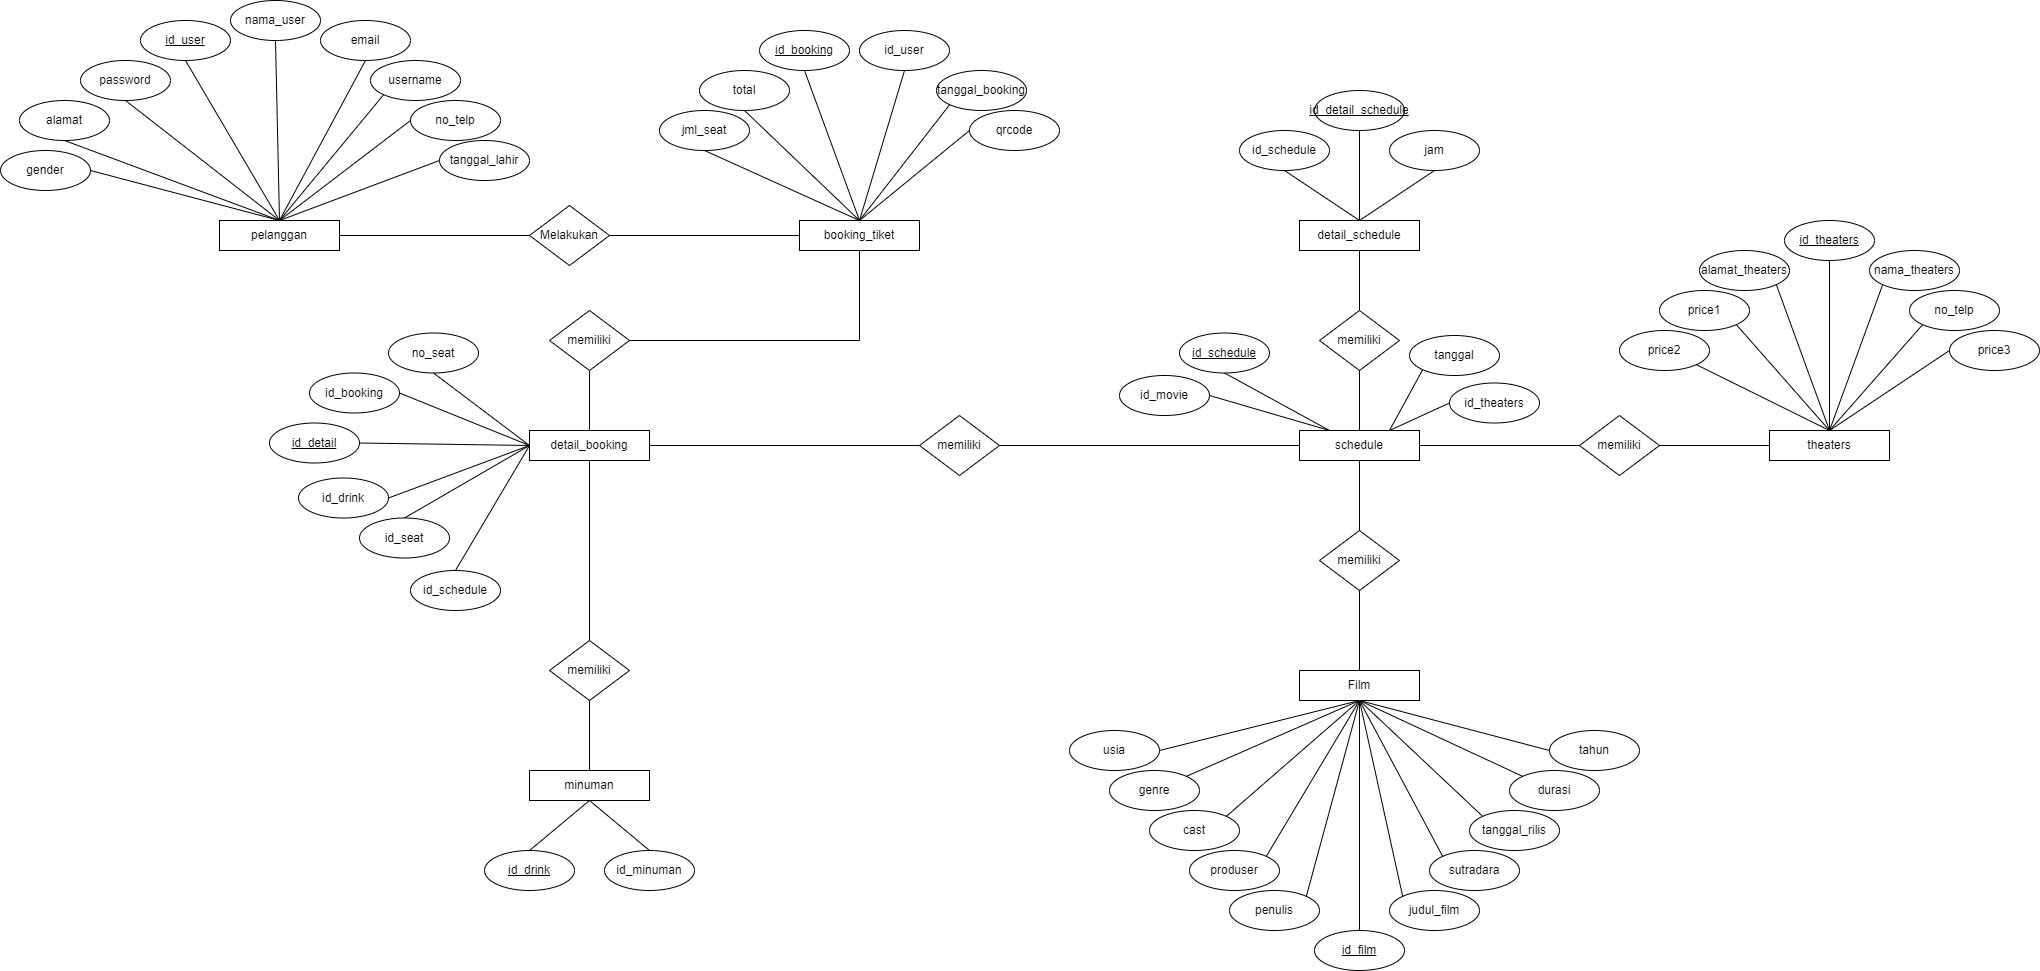 nama_user
id_user
email
password
username
alamat
no_telp
gender
tanggal_lahir
pelanggan
Melakukan
id_booking
id_user
total
tanggal_booking
jml_seat
qrcode
booking_tiket
id_detail_schedule
id_schedule
jam
detail_schedule
id_theaters
alamat_theaters
nama_theaters
price1
no_telp
price2
price3
theaters
memiliki
no_seat
id_booking
id_detail
id_drink
id_seat
id_schedule
detail_booking
memiliki
memiliki
id_schedule
tanggal
id_movie
id_theaters
schedule
memiliki
memiliki
memiliki
minuman
id_drink
id_minuman
Film
usia
tahun
genre
durasi
cast
tanggal_rilis
produser
sutradara
penulis
judul_film
id_film